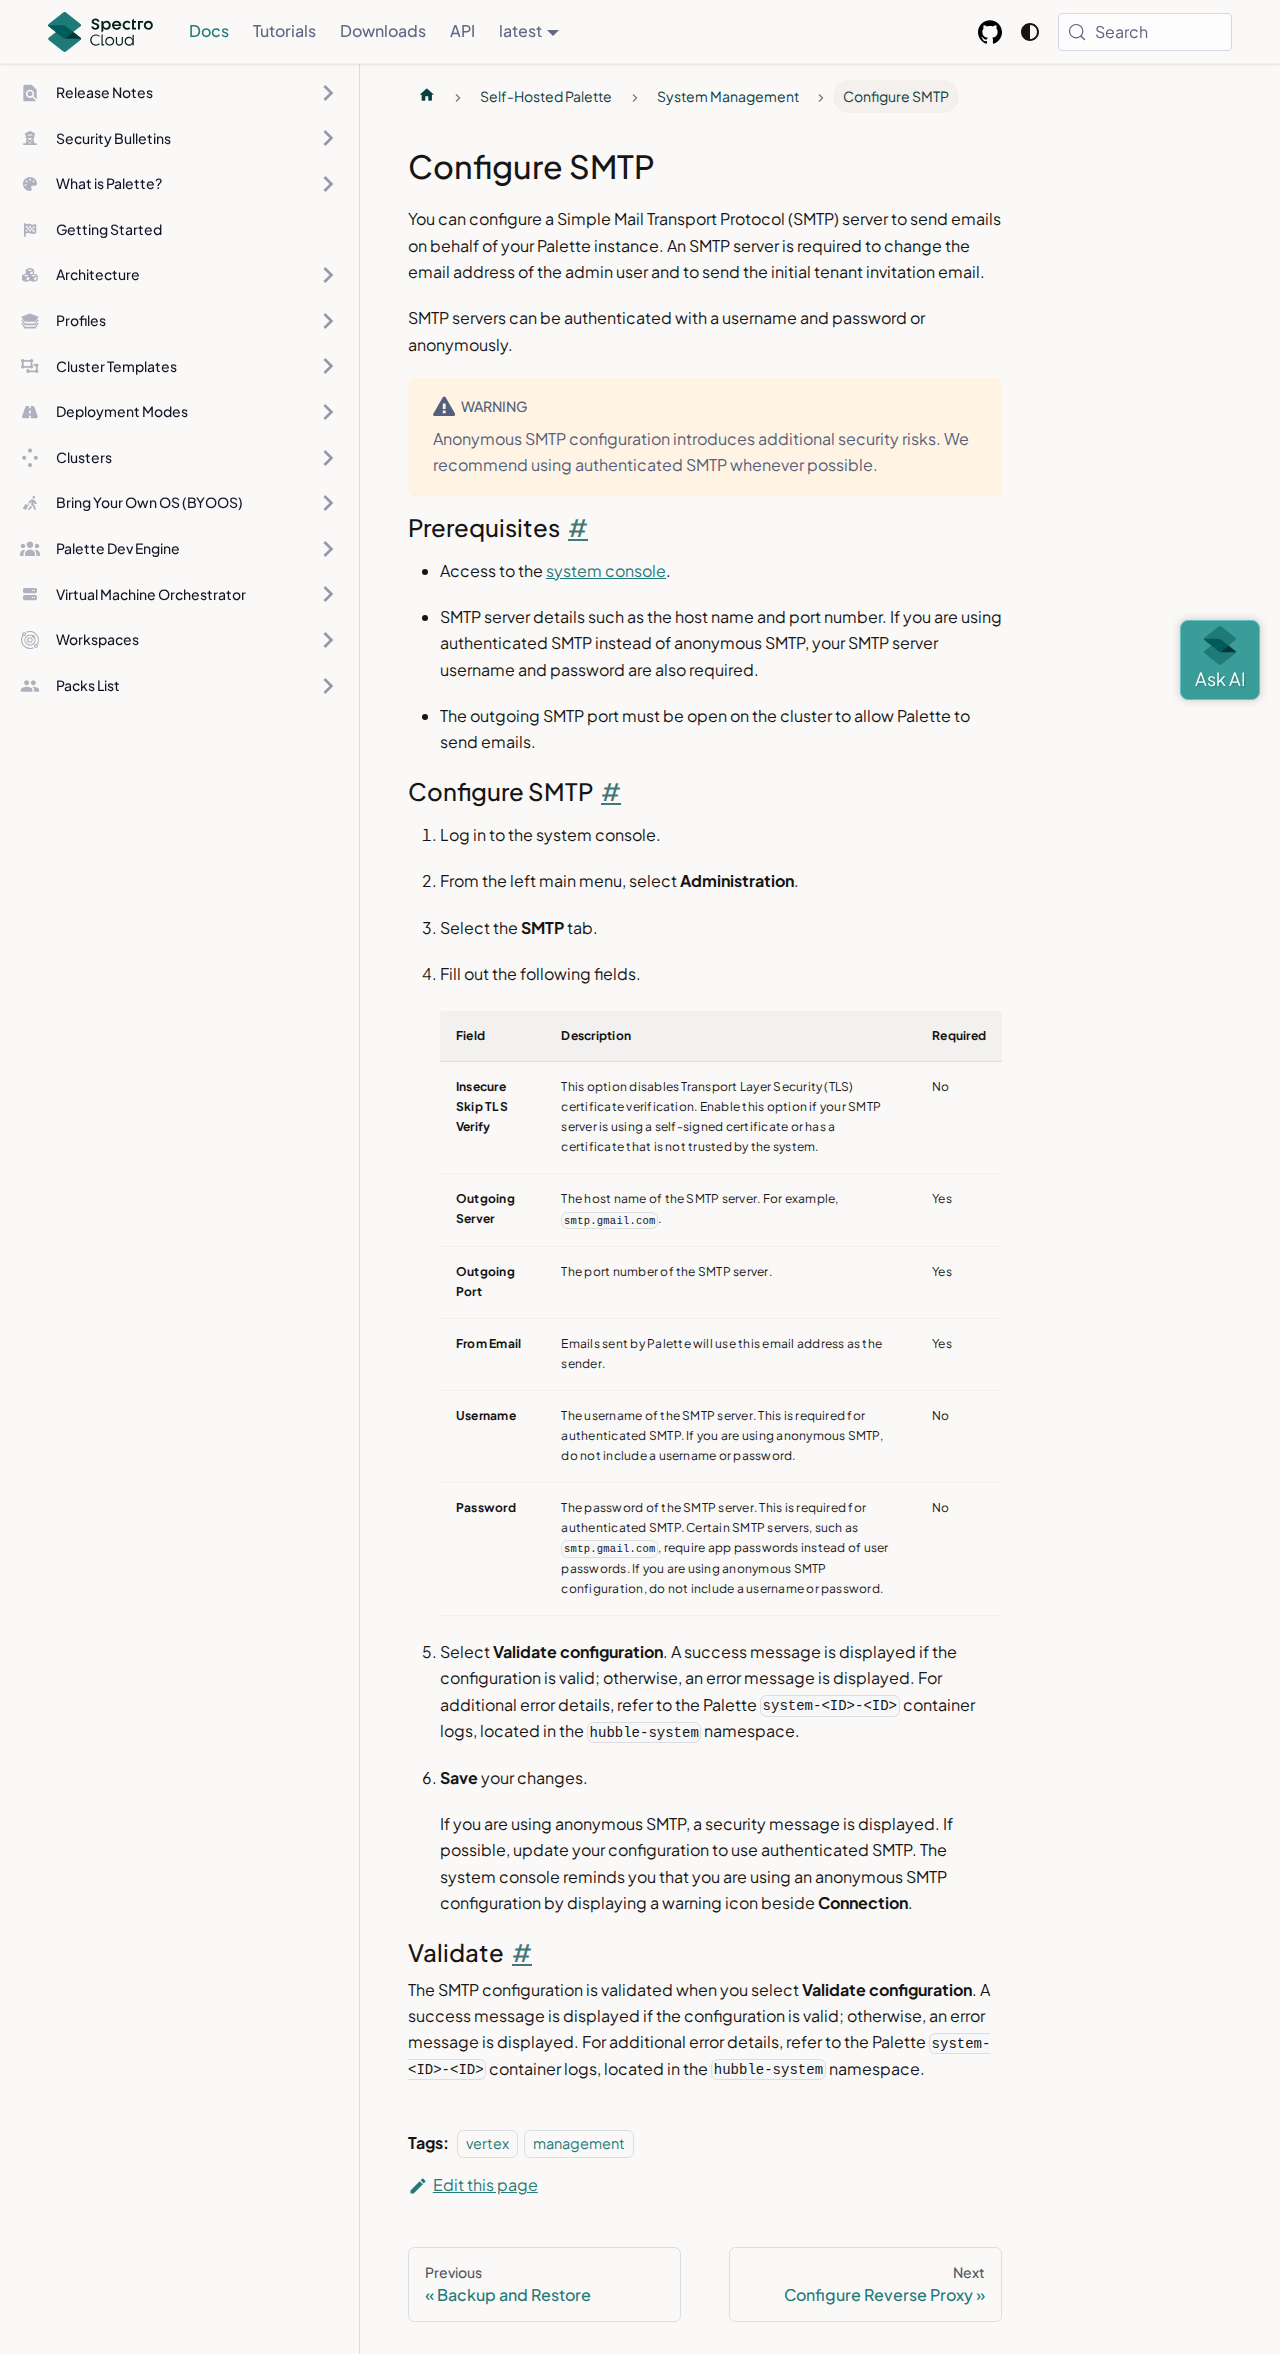 Spectro Cloud
Docs
Tutorials
Downloads
API
latest
Search
Release Notes
Security Bulletins
What is Palette?
Getting Started
Architecture
Profiles
Cluster Templates
Deployment Modes
Clusters
Bring Your Own OS (BYOOS)
Palette Dev Engine
Virtual Machine Orchestrator
Workspaces
Packs List
Self-Hosted Palette
System Management
Configure SMTP
Configure SMTP
You can configure a Simple Mail Transport Protocol (SMTP) server to send emails
on behalf of your Palette instance. An SMTP server is required to change the
email address of the admin user and to send the initial tenant invitation email.
SMTP servers can be authenticated with a username and password or
anonymously.
WARNING
Anonymous SMTP configuration introduces additional security risks. We
recommend using authenticated SMTP whenever possible.
Prerequisites #
• Access to the system console.
• SMTP server details such as the host name and port number. If you are using
authenticated SMTP instead of anonymous SMTP, your SMTP server
username and password are also required.
• The outgoing SMTP port must be open on the cluster to allow Palette to
send emails.
Ask AI
Configure SMTP #
1. Log in to the system console.
2. From the left main menu, select Administration.
3. Select the SMTP tab.
4. Fill out the following fields.
Field Description Required
Insecure Skip TLS Verify
This option disables Transport Layer Security (TLS)
certificate verification. Enable this option if your SMTP
server is using a self-signed certificate or has a
certificate that is not trusted by the system.
No
Outgoing Server
The host name of the SMTP server. For example,
smtp.gmail.com.
Yes
Outgoing Port
The port number of the SMTP server.
Yes
From Email
Emails sent by Palette will use this email address as the
sender.
Yes
Username
The username of the SMTP server. This is required for
authenticated SMTP. If you are using anonymous SMTP,
do not include a username or password.
No
Password
The password of the SMTP server. This is required for
authenticated SMTP. Certain SMTP servers, such as
smtp.gmail.com, require app passwords instead of user
passwords. If you are using anonymous SMTP
configuration, do not include a username or password.
No
5. Select Validate configuration. A success message is displayed if the
configuration is valid; otherwise, an error message is displayed. For
additional error details, refer to the Palette system-<ID>-<ID> container
logs, located in the hubble-system namespace.
6. Save your changes.
If you are using anonymous SMTP, a security message is displayed. If
possible, update your configuration to use authenticated SMTP. The
system console reminds you that you are using an anonymous SMTP
configuration by displaying a warning icon beside Connection.
Validate #
The SMTP configuration is validated when you select Validate configuration. A
success message is displayed if the configuration is valid; otherwise, an error
message is displayed. For additional error details, refer to the Palette system-
<ID>-<ID> container logs, located in the hubble-system namespace.
Tags: vertex management
Edit this page
Previous
« Backup and Restore
Next
Configure Reverse Proxy »